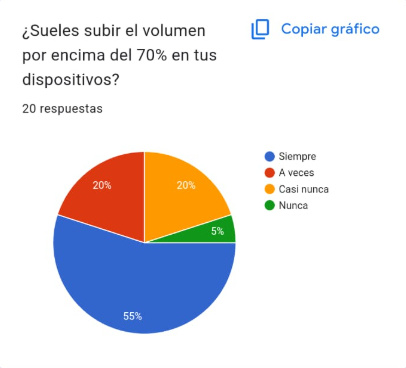 ¿Sueles subir el volumen
por encima del 70% en tus
dispositivos?
Copiar gráfico
20 respuestas
Siempre
A veces
Casi nunca
Nunca
20%
20%
5%
55%